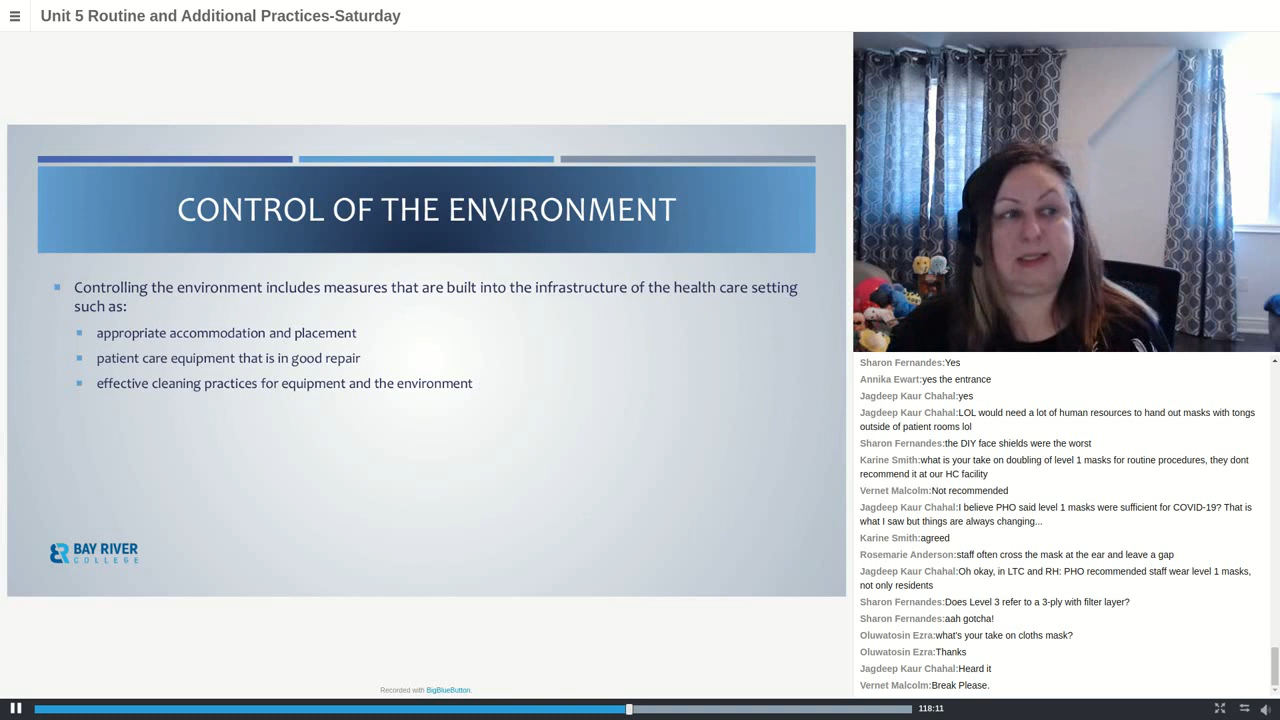 Unit 5 Routine and Additional Practices-Saturday
CONTROL OF THE ENVIRONMENT
Controlling the environment includes measures that are built into the infrastructure of the health care setting
such as:
appropriate accommodation and placement
patient care equipment that is in good repair
effective cleaning practices for equipment and the environment
BAY RIVER
COLLEGE
Recorded with BigBlueButton.
Sharon Fernandes:Yes
Annika Ewart:yes the entrance
Jagdeep Kaur Chahal:yes
Jagdeep Kaur Chahal:LOL would need a lot of human resources to hand out masks with tongs
outside of patient rooms lol
Sharon Fernandes:the DIY face shields were the worst
Karine Smith:what is your take on doubling of level 1 masks for routine procedures, they dont
recommend it at our HC facility
Vernet Malcolm:Not recommended
Jagdeep Kaur Chahal:I believe PHO said level 1 masks were sufficient for COVID-19? That is
what I saw but things are always changing...
Karine Smith:agreed
Rosemarie Anderson:staff often cross the mask at the ear and leave a gap
Jagdeep Kaur Chahal:Oh okay, in LTC and RH: PHO recommended staff wear level 1 masks,
not only residents
Sharon Fernandes:Does Level 3 refer to a 3-ply with filter layer?
Sharon Fernandes:aah gotcha!
Oluwatosin Ezra:what's your take on cloths mask?
Oluwatosin Ezra:Thanks
Jagdeep Kaur Chahal:Heard it
Vernet Malcolm:Break Please.
118:11